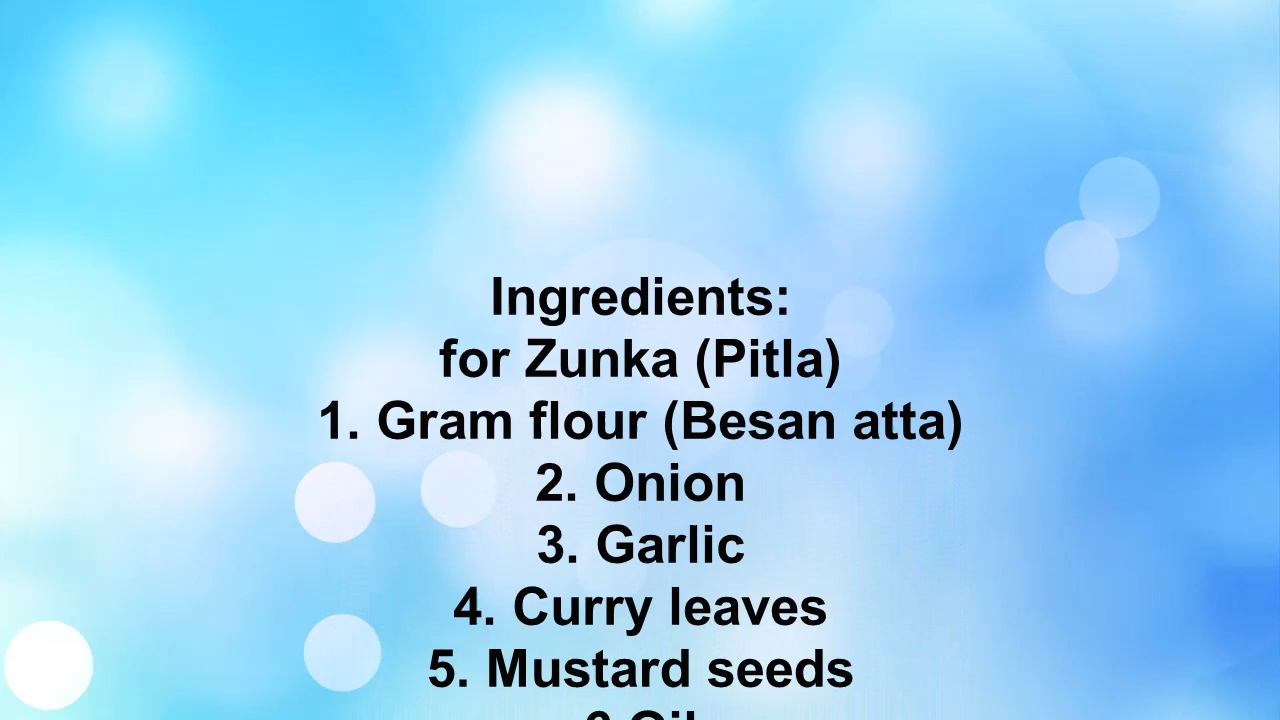 Ingredients:
for Zunka (Pitla)
1. Gram flour (Besan atta)
2. Onion
3. Garlic
4. Curry leaves
5. Mustard seeds